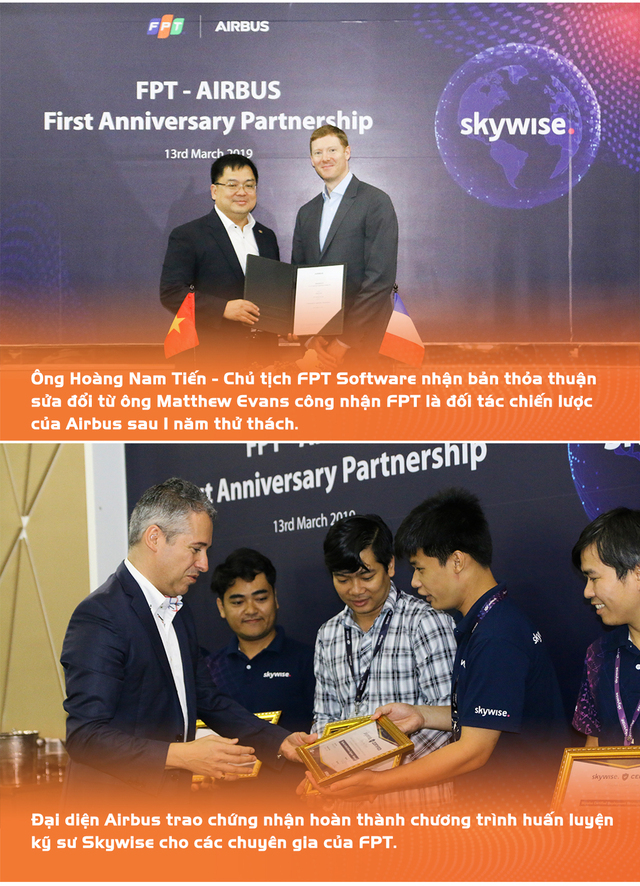 FPT AIRBUS
FPT - AIRBUS
First Anniversary Partnership
13rd March 2019
skywise.
Ông Hoàng Nam Tiến - Chủ tịch FPT Software nhận bản thỏa thuận
sửa đổi từ ông Matthew Evans công nhận FPT là đối tác chiến lược
của Airbus sau 1 năm thử thách.
First Anniversary Partnership
13rd March 2019
skywise.
skywise.
skywise.
Đại diện Airbus trao chứng nhận hoàn thành chương trình huấn luyện
kỹ sư Skywise cho các chuyên gia của FPT.